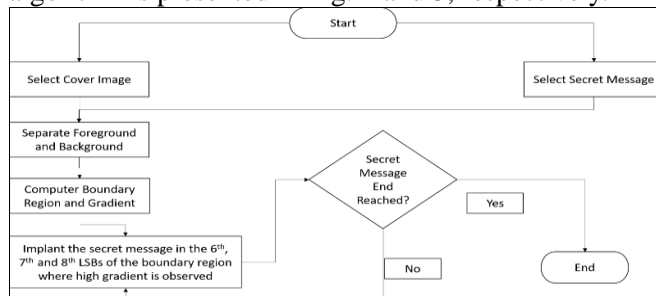 Start
Select Cover Image
Select Secret Message
Separate Foreground
and Background
Computer Boundary
Region and Gradient
Implant the secret message in the 6th,
7th and 8th LSBs of the boundary region
where high gradient is observed
Secret
Message
End
Reached?
Yes
No
End